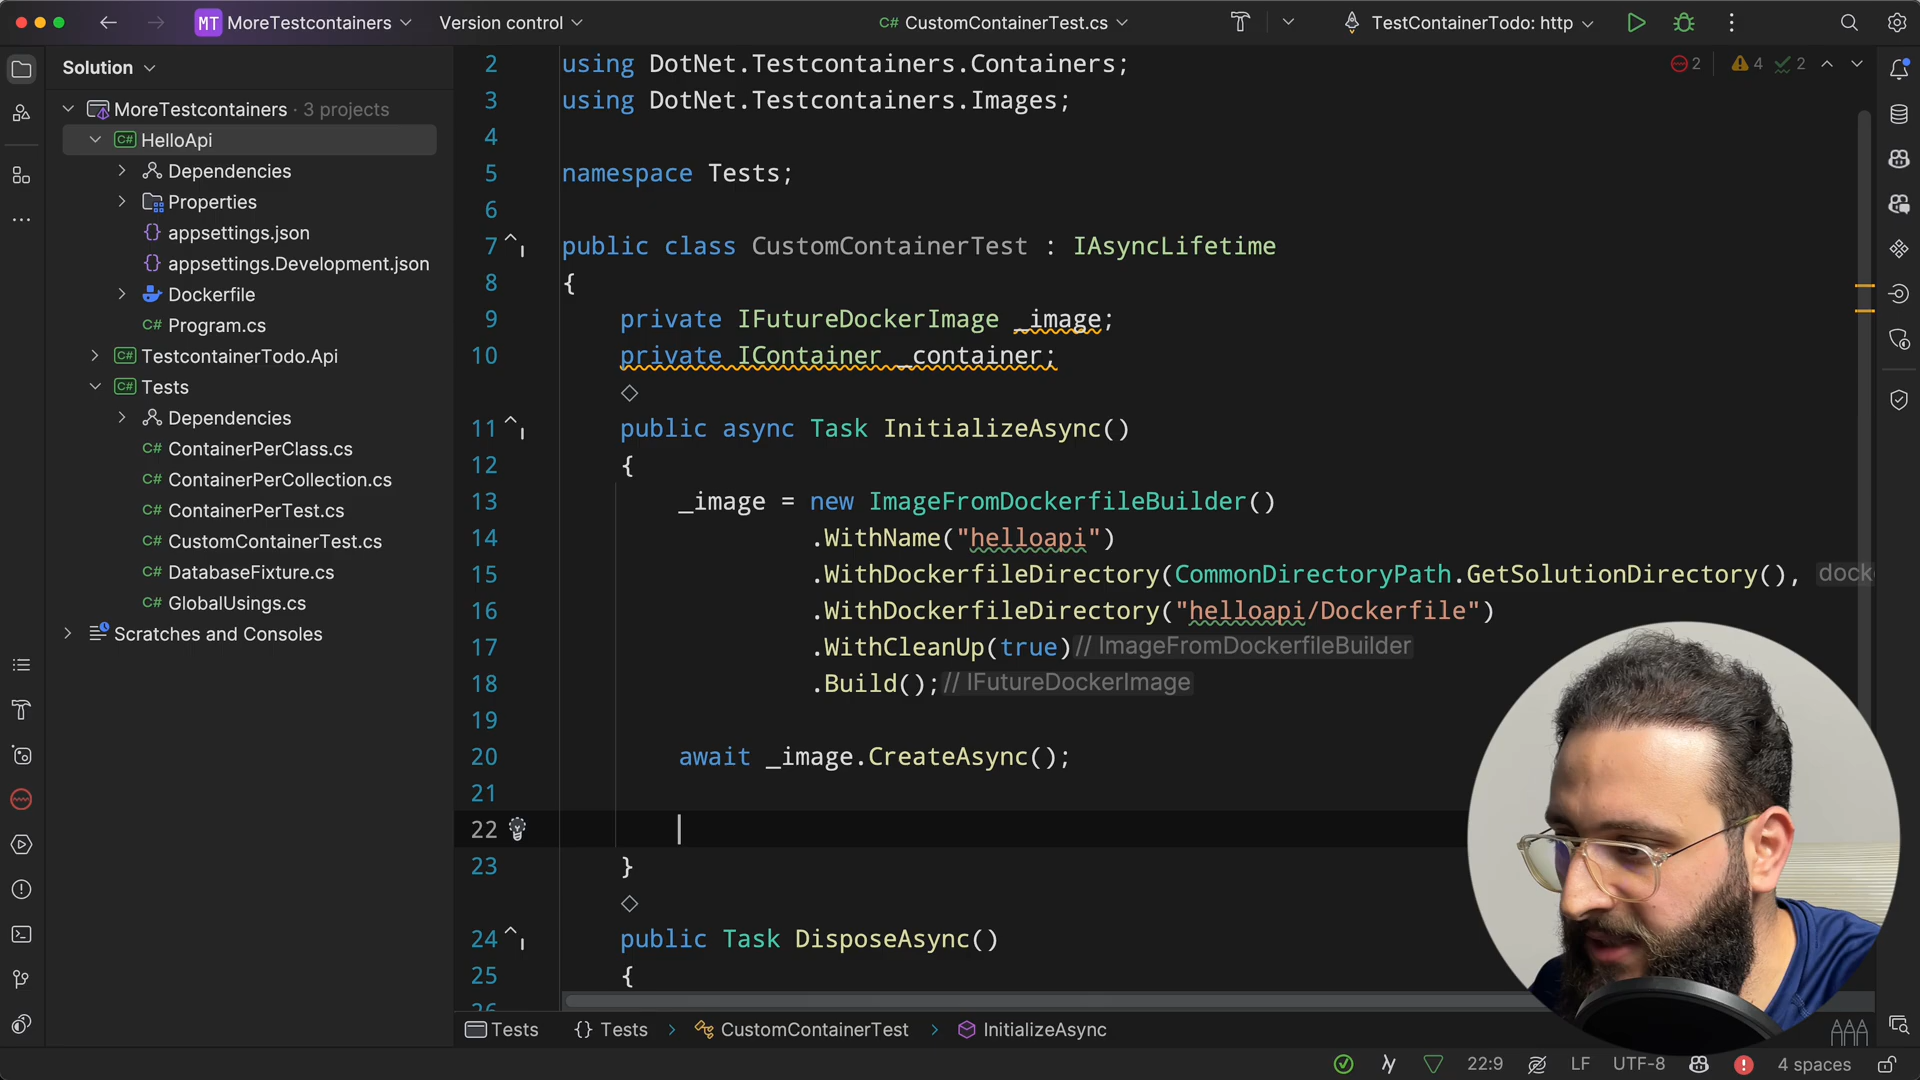 MT MoreTestcontainers
Version control
C# CustomContainerTest.cs
TestContainerTodo: http
Solution
MoreTestcontainers · 3 projects
C# HelloApi
Dependencies
Properties
{} appsettings.json
{} appsettings.Development.json
Dockerfile
C# Program.cs
C# TestcontainerTodo.Api
C# Tests
Dependencies
C# ContainerPerClass.cs
C# ContainerPerCollection.cs
C# ContainerPerTest.cs
C# CustomContainerTest.cs
C# DatabaseFixture.cs
C# GlobalUsings.cs
Scratches and Consoles
2 4 2
2 using DotNet.Testcontainers.Containers;
3 using DotNet.Testcontainers.Images;
4
5 namespace Tests;
6
7 public class CustomContainerTest : IAsyncLifetime
8 {
9 private IFutureDockerImage _image;
10 private IContainer _container;
11 public async Task InitializeAsync()
12 {
13 _image = new ImageFromDockerfileBuilder()
14 .WithName("helloapi")
15 .WithDockerfileDirectory(CommonDirectoryPath.GetSolutionDirectory(), dock
16 .WithDockerfileDirectory("helloapi/Dockerfile")
17 .WithCleanUp(true) // ImageFromDockerfileBuilder
18 .Build(); // IFutureDockerImage
19
20 await _image.CreateAsync();
21
22
23 }
24 public Task DisposeAsync()
25 {
Tests {} Tests > CustomContainerTest > InitializeAsync
22:9 LF UTF-8 4 spaces